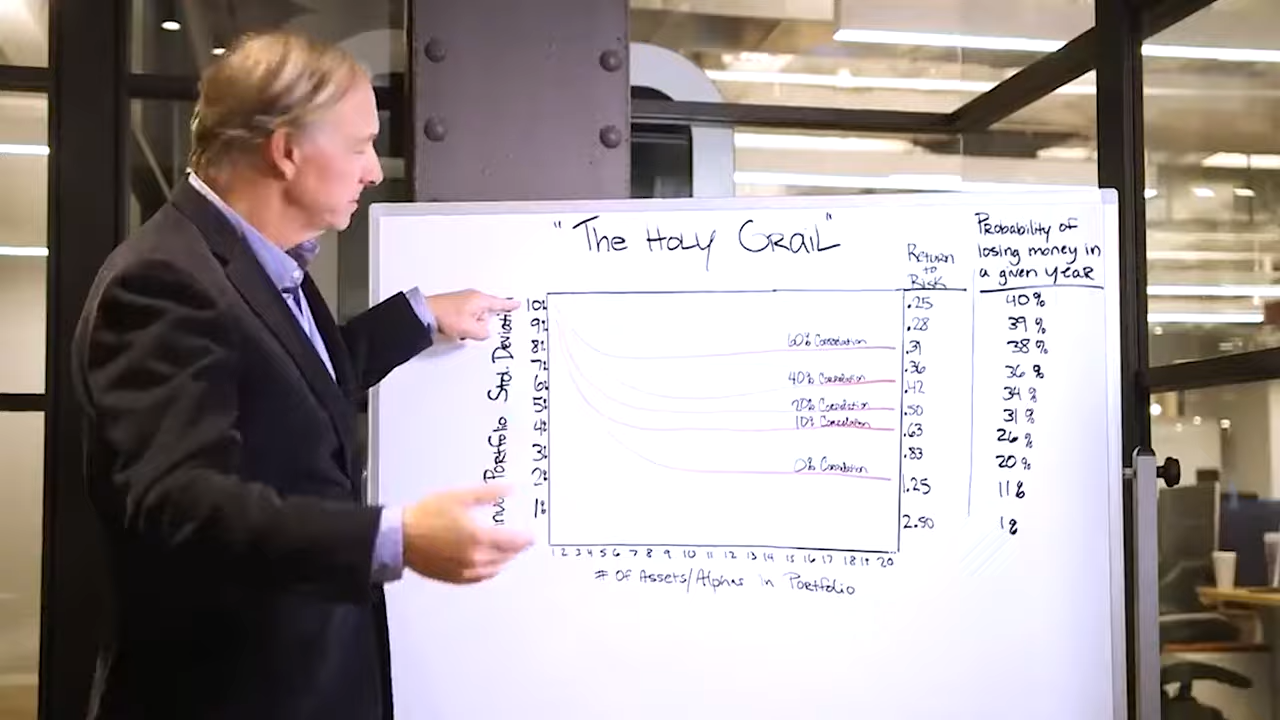 "The Holy Grail"
Return
to
Risk
Probability of
losing money in
a given year
Portfolio Std. Deviati
10%
9%
8%
7%
6%
5%
4%
3%
2%
1%
60% Correlation
40% Correlation
20% Correlation
10% Correlation
0% Correlation
.25
.28
.31
.36
.42
.50
.63
.83
1.25
2.50
40%
39%
38%
36%
34%
31%
26%
20%
11%
1%
1 2 3 4 5 6 7 8 9 10 11 12 13 14 15 16 17 18 19 20
# Of Assets/Alphas in Portfolio